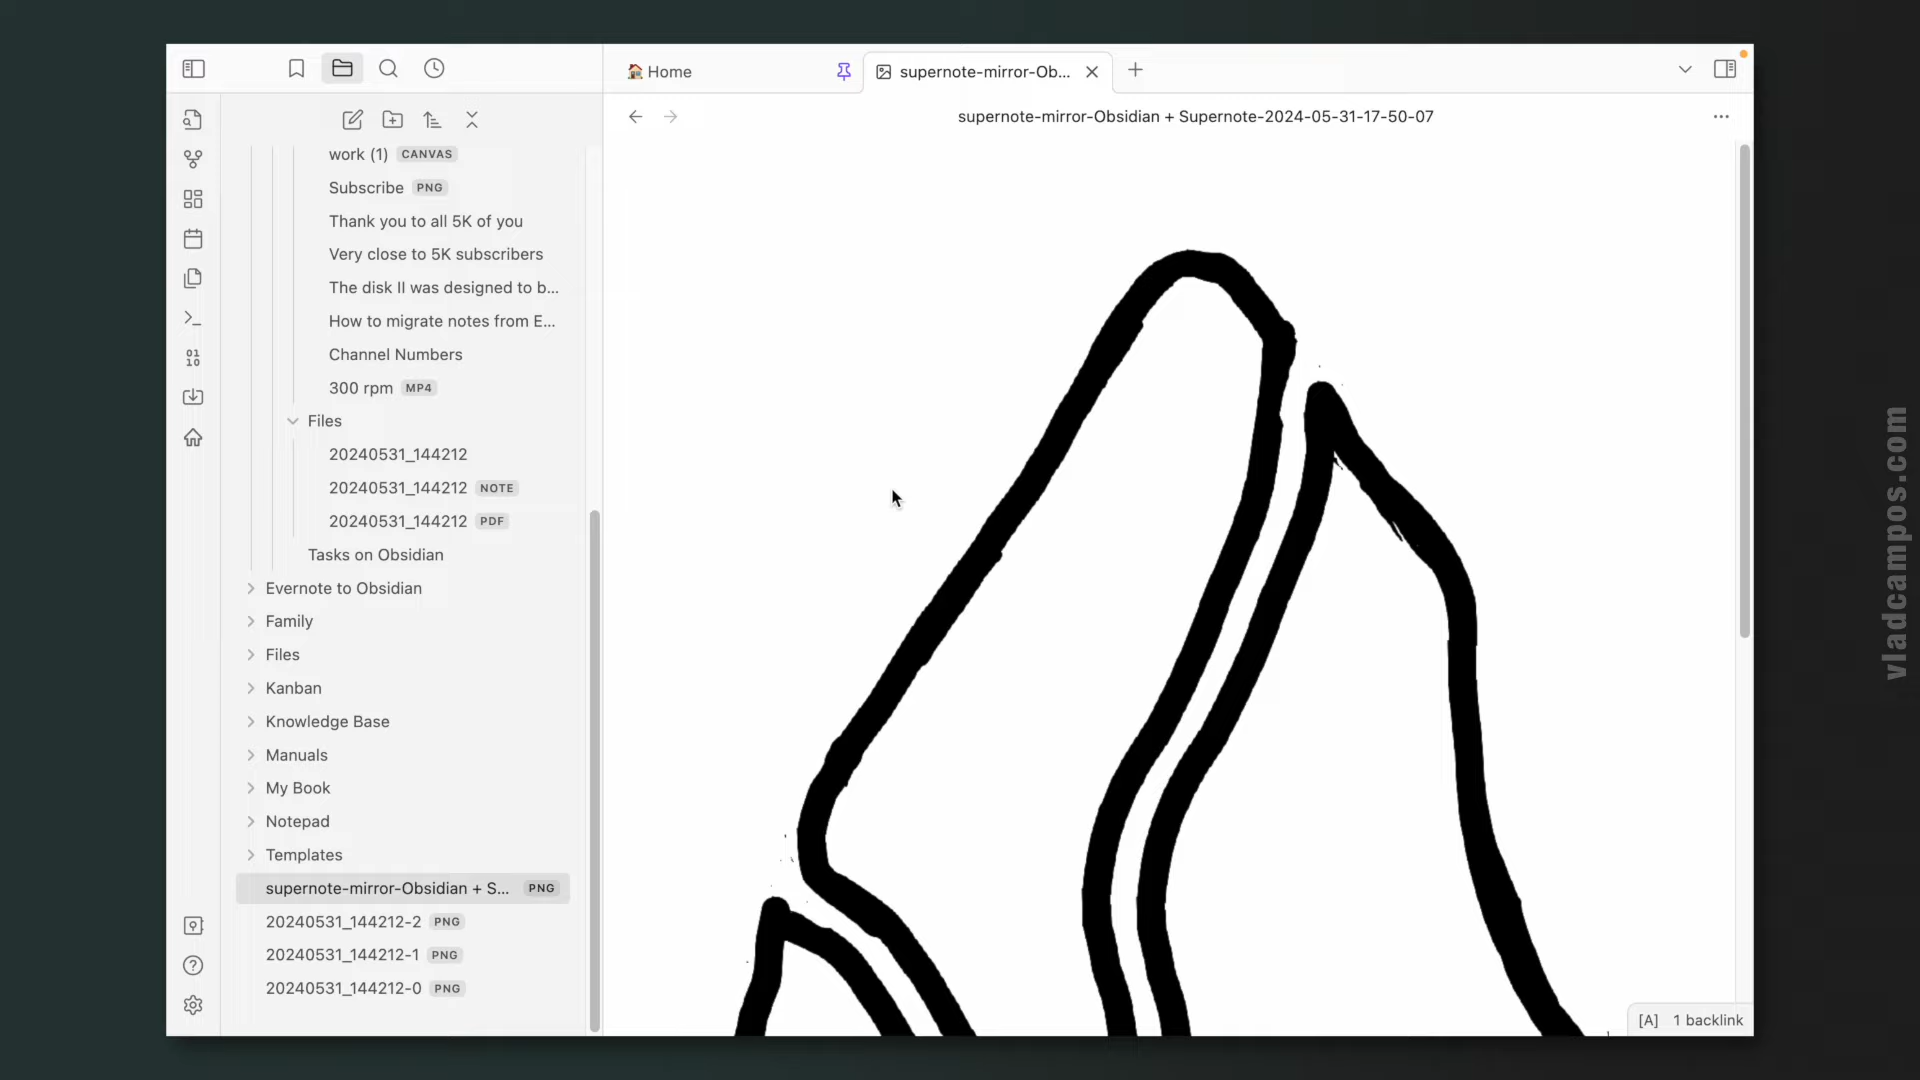 Home
supernote-mirror-Ob...
supernote-mirror-Obsidian + Supernote-2024-05-31-17-50-07
work (1) CANVAS
Subscribe PNG
Thank you to all 5K of you
Very close to 5K subscribers
The disk II was designed to b...
How to migrate notes from E...
Channel Numbers
300 rpm MP4
Files
20240531_144212
20240531_144212 NOTE
20240531_144212 PDF
Tasks on Obsidian
Evernote to Obsidian
Family
Files
Kanban
Knowledge Base
Manuals
My Book
Notepad
Templates
supernote-mirror-Obsidian + S... PNG
20240531_144212-2 PNG
20240531_144212-1 PNG
20240531_144212-0 PNG
[A] 1 backlink
vladcampos.com